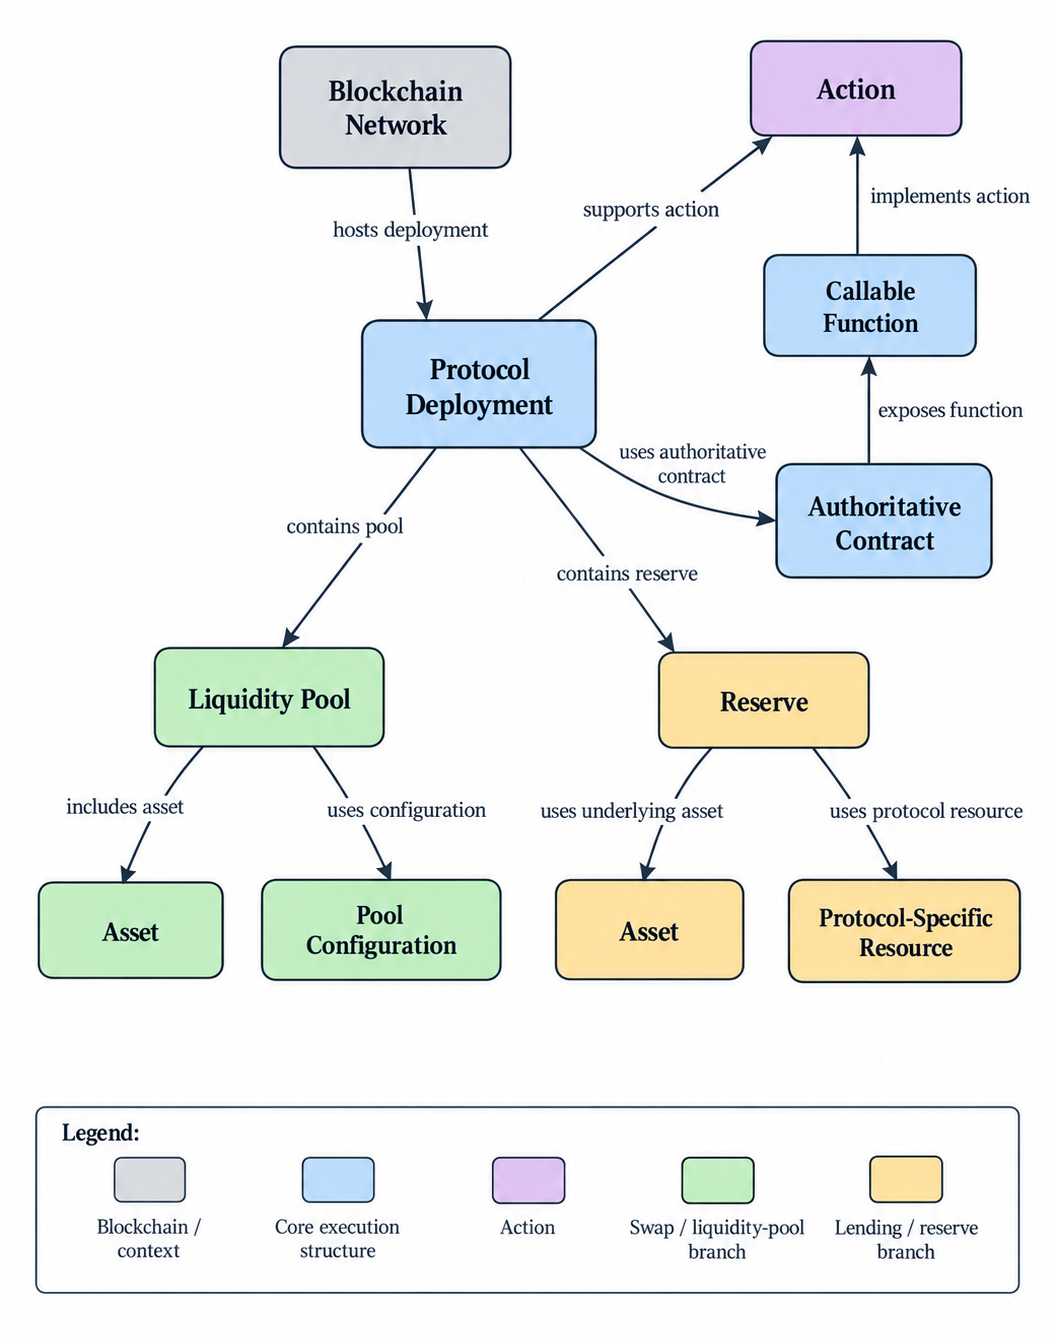 Blockchain
Network
Action
hosts deployment
supports action
implements action
Callable
Function
Protocol
Deployment
exposes function
uses authoritative
contract
Authoritative
Contract
contains pool
contains reserve
Liquidity Pool
Reserve
includes asset
uses configuration
uses underlying asset
uses protocol resource
Asset
Pool
Configuration
Asset
Protocol-Specific
Resource
Legend:
Blockchain /
context
Core execution
structure
Action
Swap / liquidity-pool
branch
Lending / reserve
branch